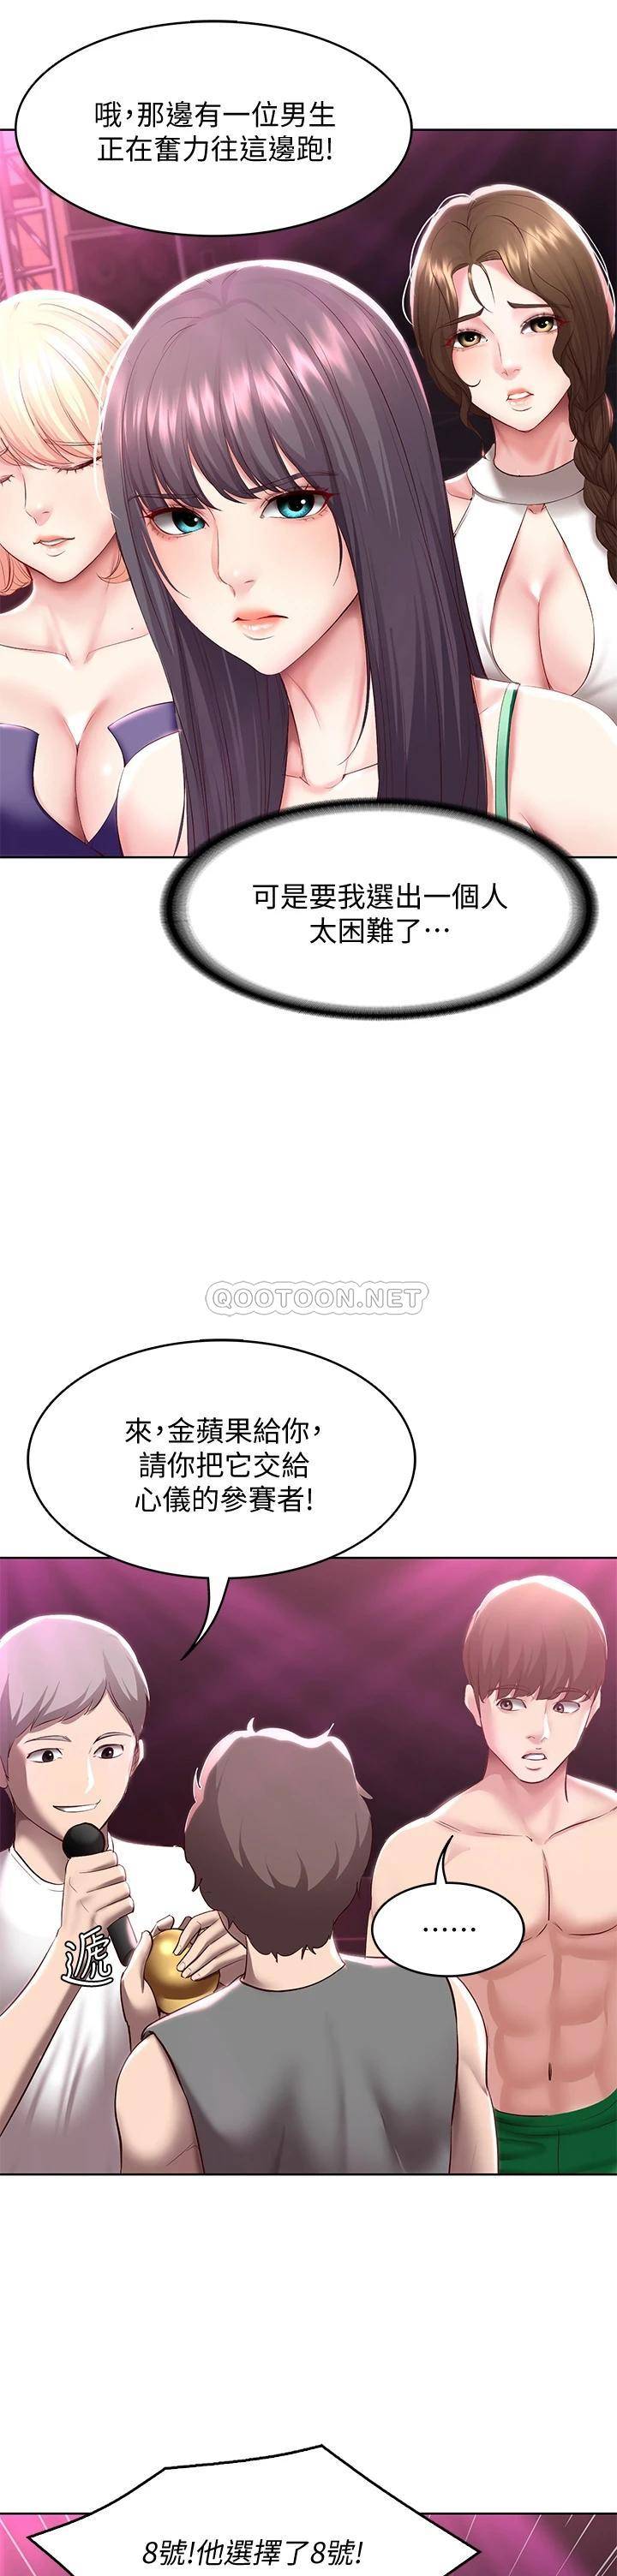 哦，那邊有一位男生
正在奮力往這邊跑!
可是要我選出一個人
太困難了…
QOOTOON.NET
來，金蘋果給你，
請你把它交給
心儀的參賽者!
遞
……
8號!他選擇了8號!